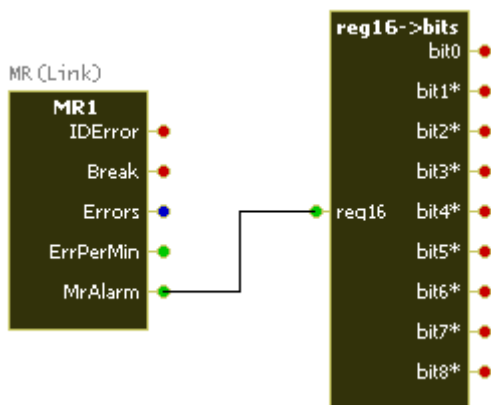 MR(Link)
MR1
IDError
Break
Errors
ErrPerMin
MrAlarm
reg16->bits
bit0
bit1*
bit2*
bit3*
req16 bit4*
bit5*
bit6*
bit7*
bit8*